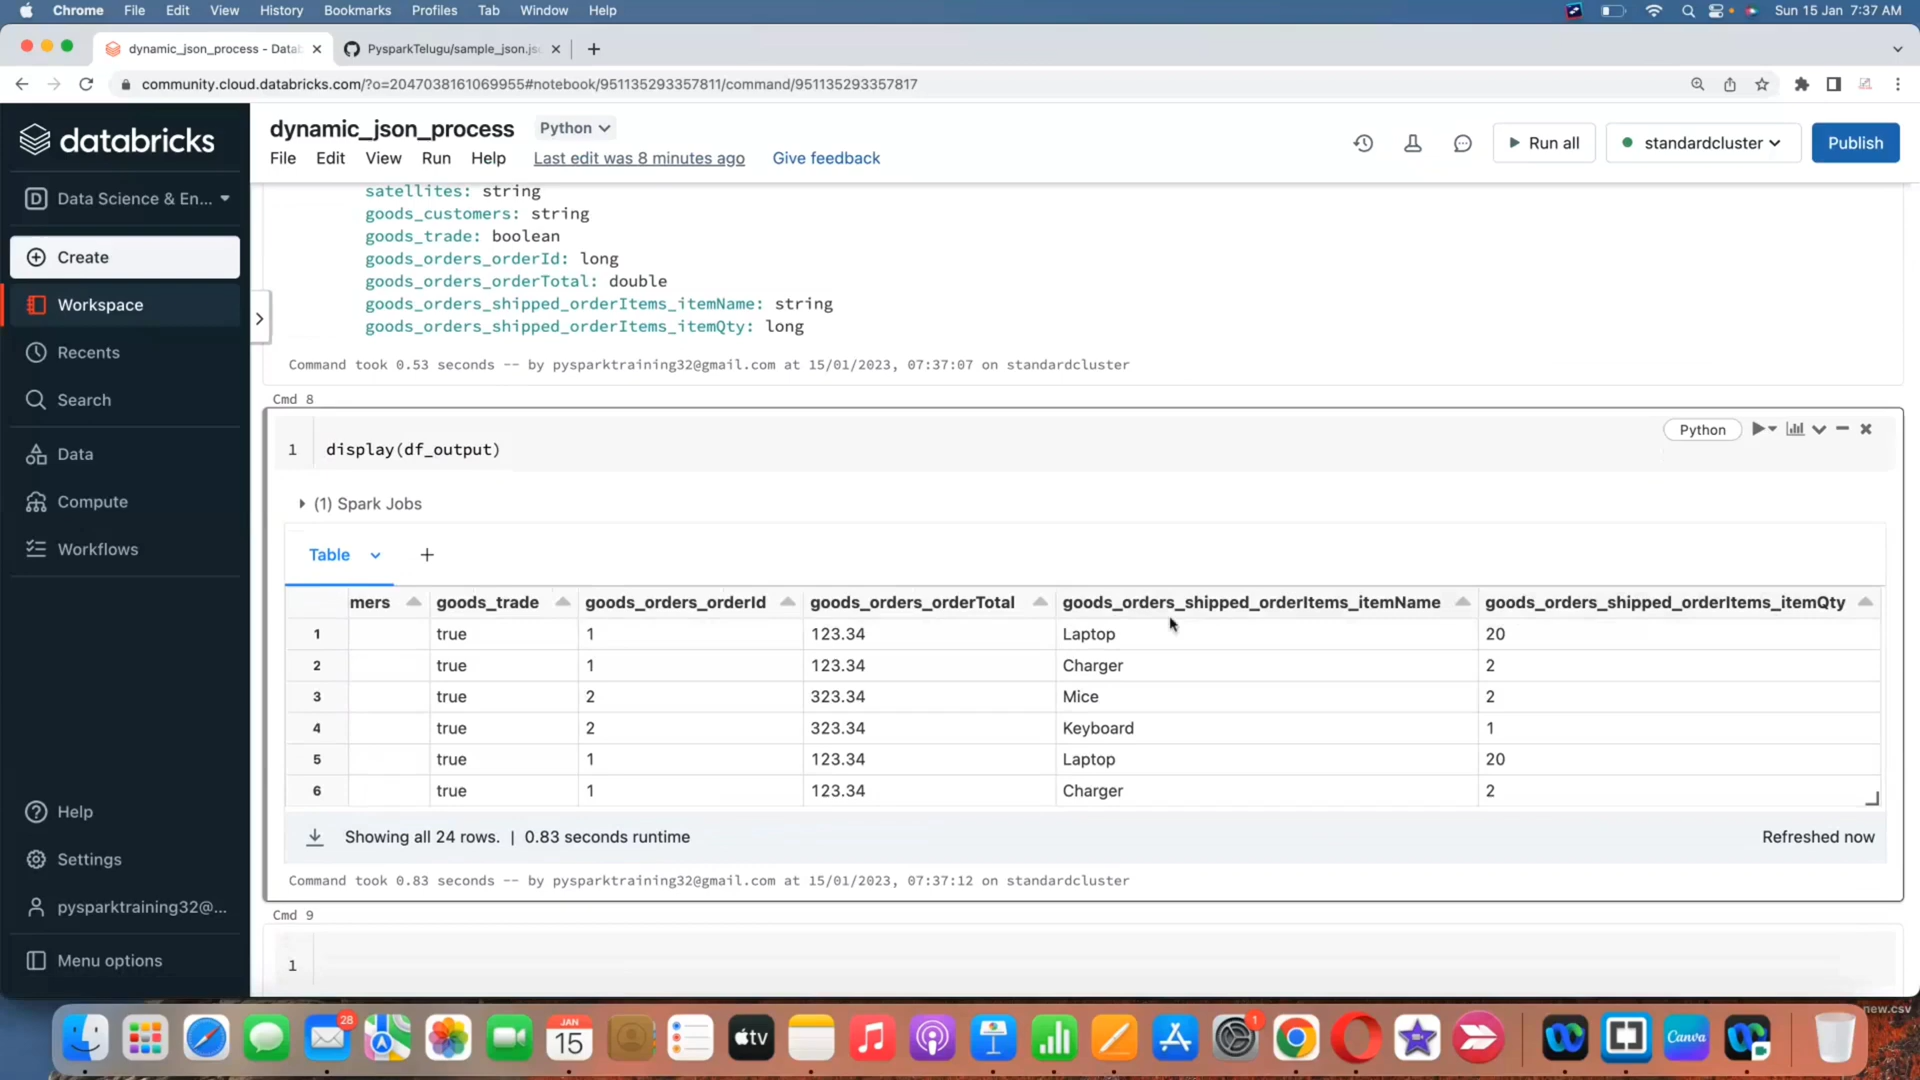 Chrome File Edit View History Bookmarks Profiles Tab Window Help
Sun 15 Jan 7:37 AM
dynamic_json_process - Datab
PysparkTelugu/sample_json.jso
community.cloud.databricks.com/?o=2047038161069955#notebook/951135293357811/command/951135293357817
databricks
Data Science & En...
Create
Workspace
Recents
Search
Data
Compute
Workflows
Help
Settings
pysparktraining32@...
Menu options
dynamic_json_process Python
File Edit View Run Help Last edit was 8 minutes ago Give feedback
Run all
standardcluster
Publish
satellites: string
goods_customers: string
goods_trade: boolean
goods_orders_orderId: long
goods_orders_orderTotal: double
goods_orders_shipped_orderItems_itemName: string
goods_orders_shipped_orderItems_itemQty: long
Command took 0.53 seconds -- by pysparktraining32@gmail.com at 15/01/2023, 07:37:07 on standardcluster
Cmd 8
Python
1 display(df_output)
(1) Spark Jobs
Table +
mers goods_trade goods_orders_orderId goods_orders_orderTotal goods_orders_shipped_orderItems_itemName goods_orders_shipped_orderItems_itemQty
1 true 1 123.34 Laptop 20
2 true 1 123.34 Charger 2
3 true 2 323.34 Mice 2
4 true 2 323.34 Keyboard 1
5 true 1 123.34 Laptop 20
6 true 1 123.34 Charger 2
Showing all 24 rows. | 0.83 seconds runtime
Refreshed now
Command took 0.83 seconds -- by pysparktraining32@gmail.com at 15/01/2023, 07:37:12 on standardcluster
Cmd 9
1
new.csv
28
JAN
15
tv
1
Canva